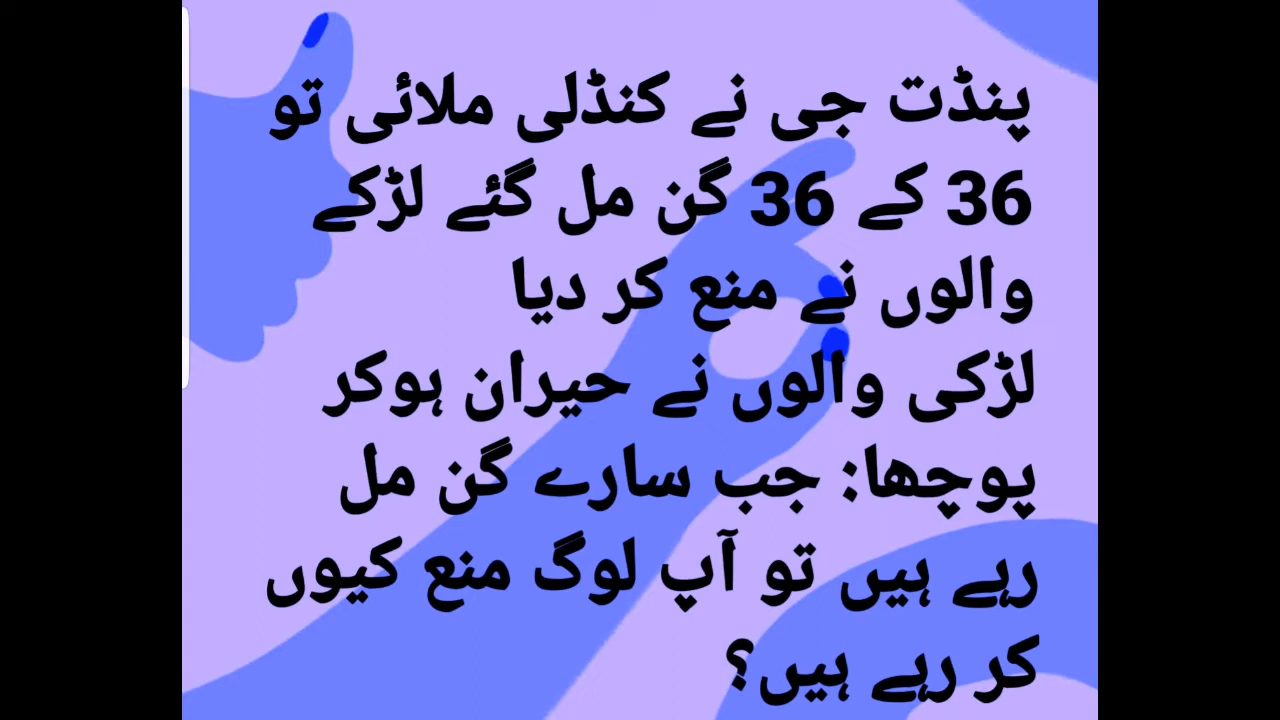 پنڈت جی نے کنڈلی ملائی تو
36 کے 36 گن مل گئے لڑکے
والوں نے منع کر دیا
لڑکی والوں نے حیران ہوکر
پوچھا: جب سارے گن مل
رہے ہیں تو آپ لوگ منع کیوں
کر رہے ہیں؟